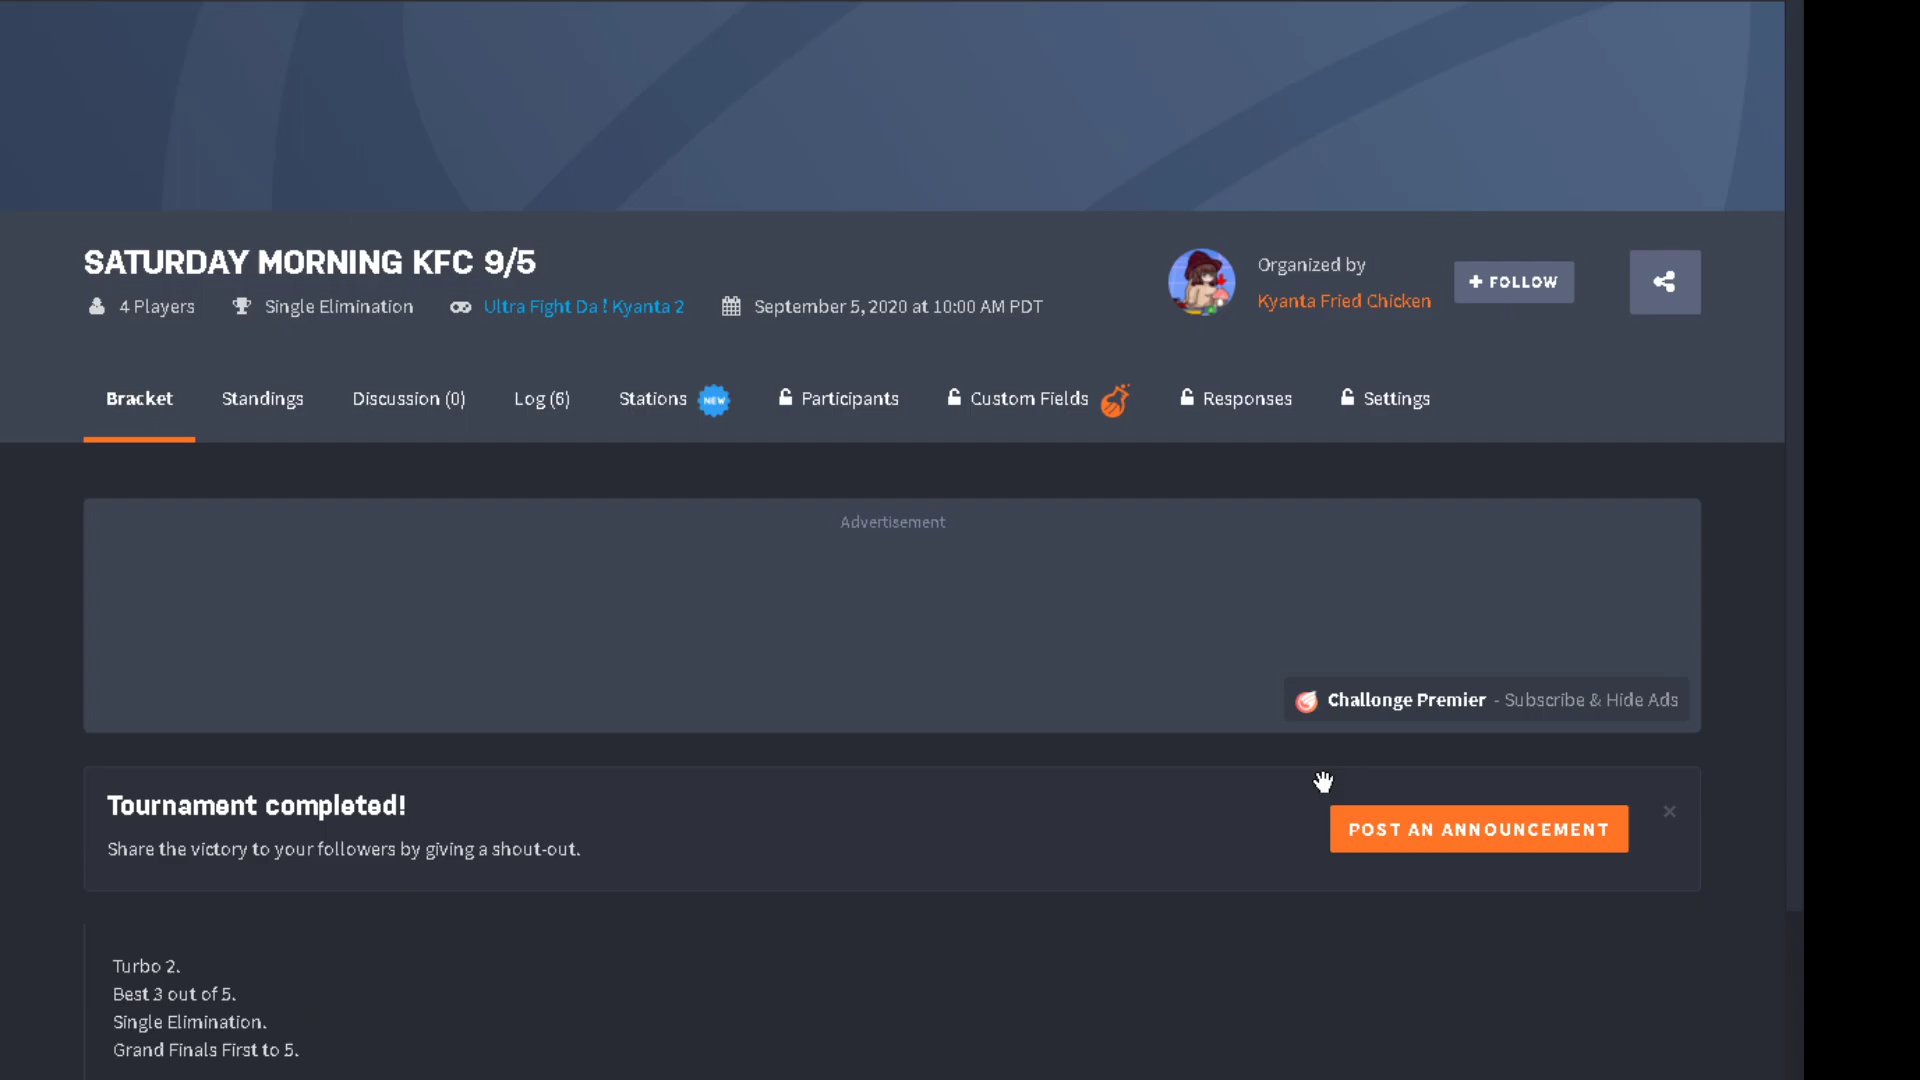 SATURDAY MORNING KFC 9/5
4 Players Single Elimination Ultra Fight Da ! Kyanta 2 September 5, 2020 at 10:00 AM PDT
Organized by
Kyanta Fried Chicken
+ FOLLOW
Bracket Standings Discussion (0) Log (6) Stations NEW Participants Custom Fields Responses Settings
Advertisement
Challonge Premier - Subscribe & Hide Ads
Tournament completed!
Share the victory to your followers by giving a shout-out.
POST AN ANNOUNCEMENT
×
Turbo 2.
Best 3 out of 5.
Single Elimination.
Grand Finals First to 5.